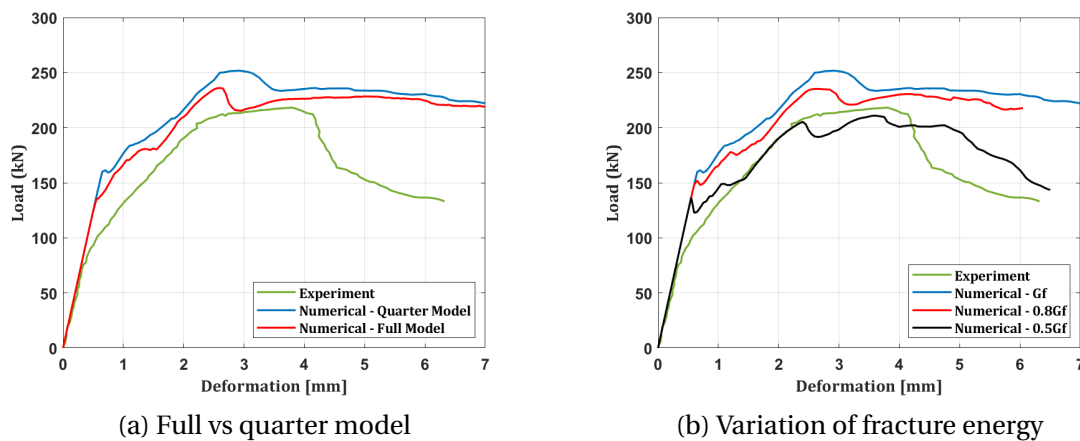 300
250
200
150
100
50
0
Load (kN)
0 1 2 3 4 5 6 7
Deformation [mm]
Experiment
Numerical - Quarter Model
Numerical - Full Model
(a) Full vs quarter model
300
250
200
150
100
50
0
Load (kN)
0 1 2 3 4 5 6 7
Deformation [mm]
Experiment
Numerical - Gf
Numerical - 0.8Gf
Numerical - 0.5Gf
(b) Variation of fracture energy